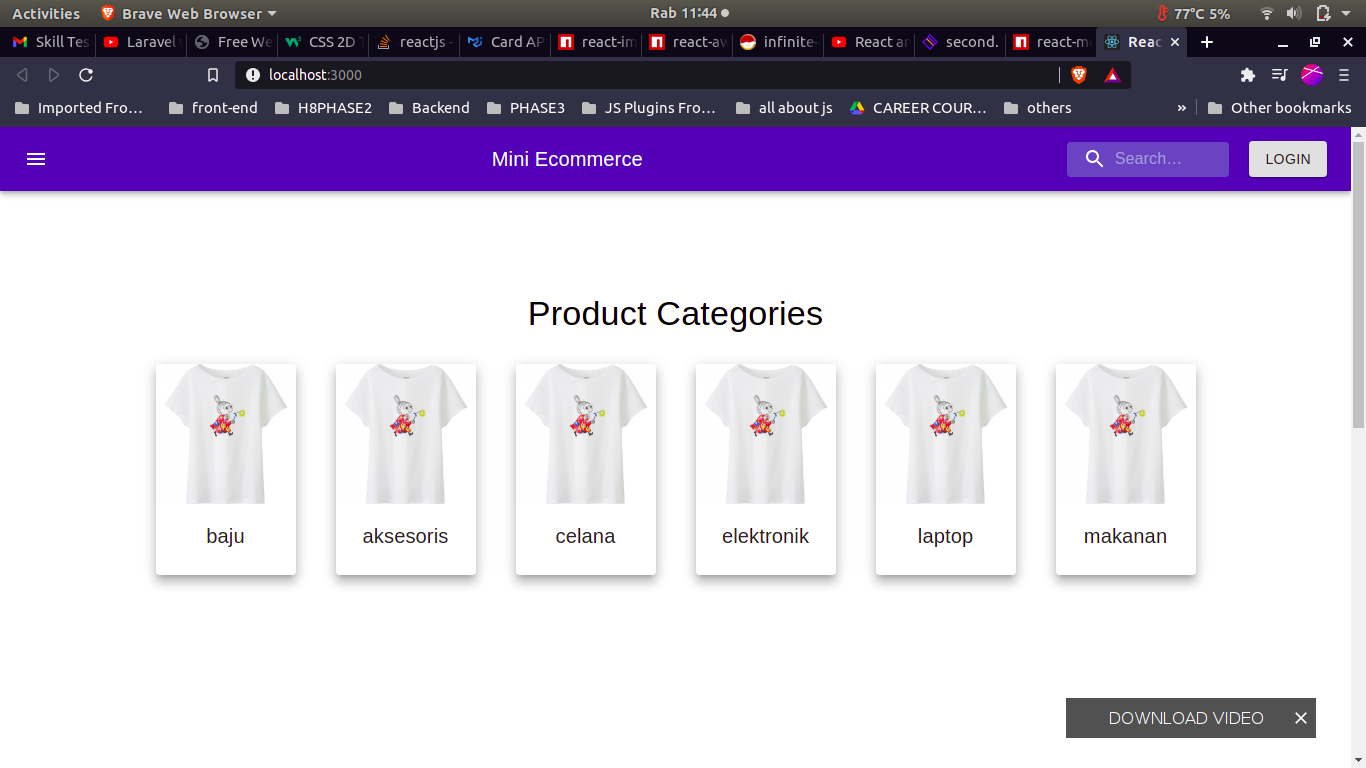 Activities Brave Web Browser Rab 11:44 77°C 5%
Skill Tes Laravel Free We CSS 2D T reactjs - Card AP react-im react-aw infinite- React an second. react-m Reac
localhost:3000
Imported Fro… front-end H8PHASE2 Backend PHASE3 JS Plugins Fro… all about js CAREER COUR… others » Other bookmarks
Mini Ecommerce Search… LOGIN
Product Categories
baju aksesoris celana elektronik laptop makanan
DOWNLOAD VIDEO